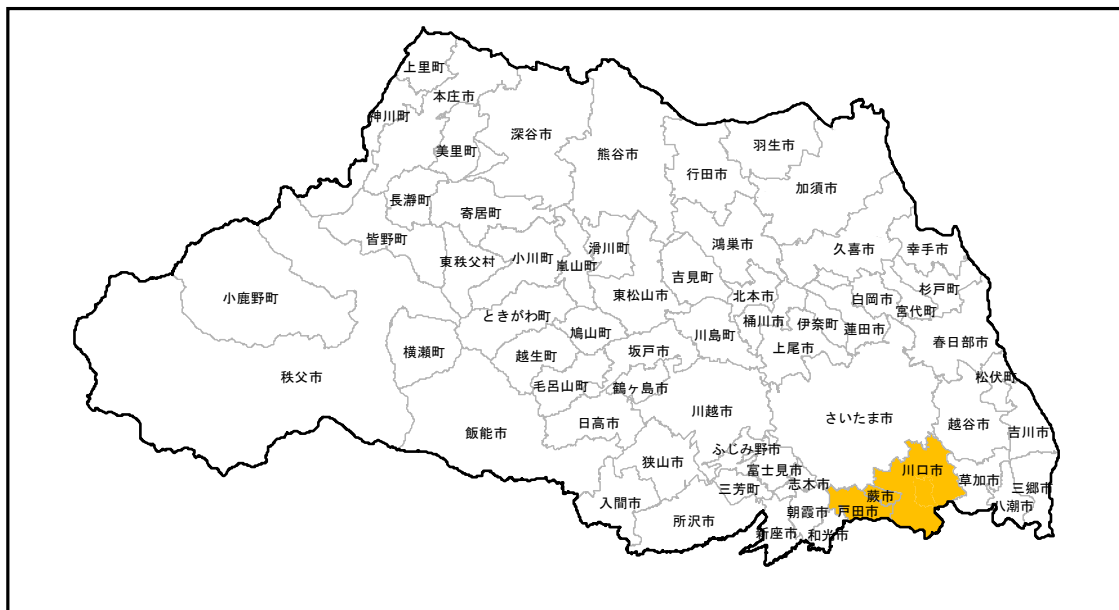 上里町
本庄市
神川町
美里町
深谷市
熊谷市
羽生市
行田市
加須市
長瀞町
寄居町
皆野町
東秩父村
小川町
嵐山町
滑川町
吉見町
鴻巣市
久喜市
幸手市
小鹿野町
東松山市
北本市
白岡市
杉戸町
宮代町
ときがわ町
鳩山町
川島町
桶川市
伊奈町
蓮田市
横瀬町
越生町
坂戸市
上尾市
春日部市
秩父市
毛呂山町
鶴ヶ島市
松伏町
飯能市
日高市
川越市
さいたま市
越谷市
吉川市
ふじみ野市
狭山市
富士見市
川口市
入間市
三芳町
志木市
草加市
三郷市
蕨市
所沢市
朝霞市
戸田市
八潮市
新座市
和光市